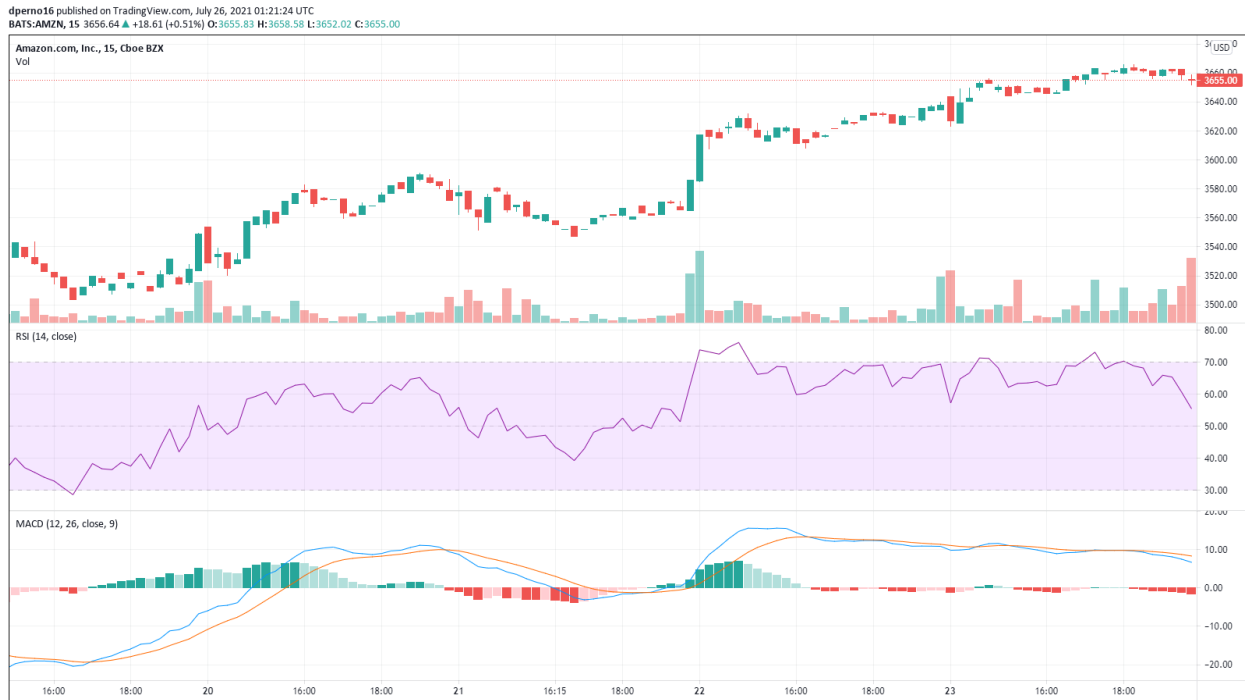 dperno16 published on TradingView.com, July 26, 2021 01:21:24 UTC
BATS:AMZN, 15 3656.64 ▲ +18.61 (+0.51%) O:3655.83 H:3658.58 L:3652.02 C:3655.00
Amazon.com, Inc., 15, Cboe BZX
Vol
USD
3660.00
3655.00
3640.00
3620.00
3600.00
3580.00
3560.00
3540.00
3520.00
3500.00
RSI (14, close)
80.00
70.00
60.00
50.00
40.00
30.00
MACD (12, 26, close, 9)
20.00
10.00
0.00
−10.00
−20.00
16:00 18:00 20 16:00 18:00 21 16:15 18:00 22 16:00 18:00 23 16:00 18:00